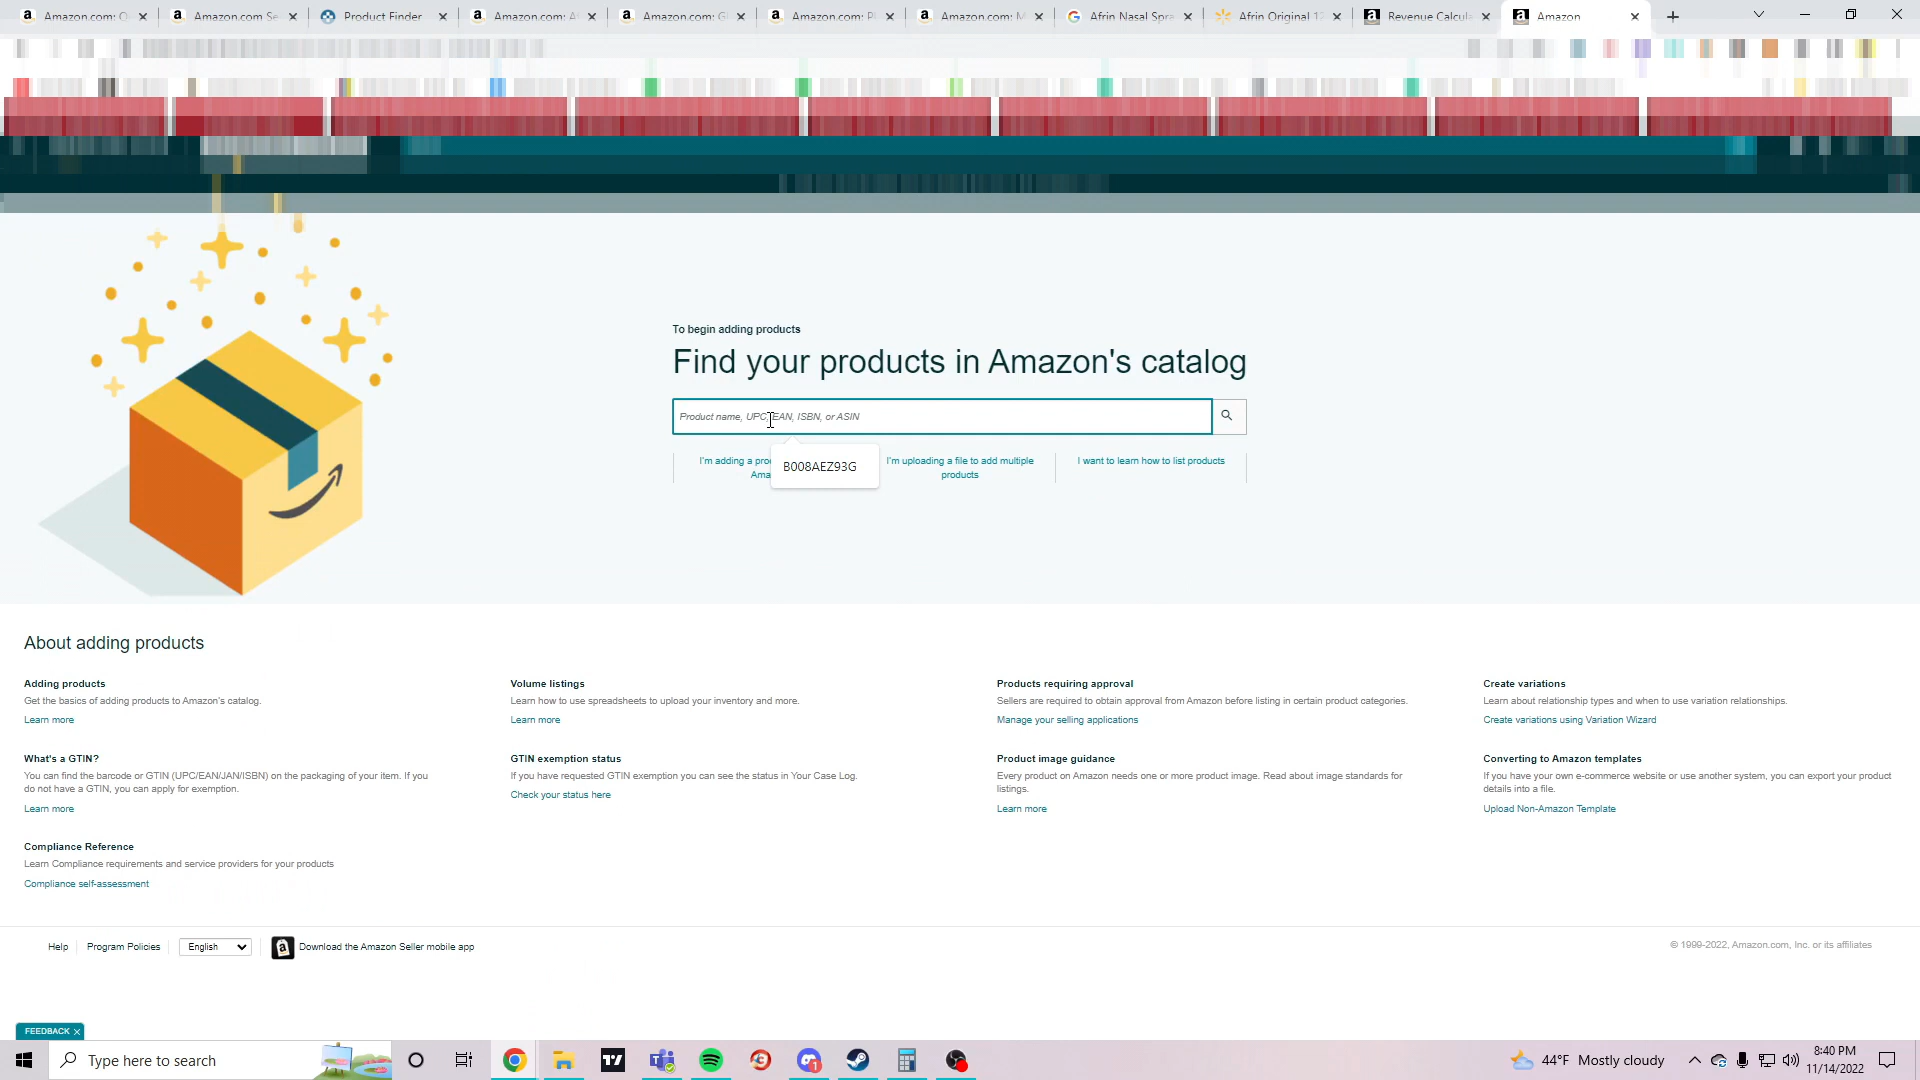 Amazon.com: O
Amazon.com Se
Product Finder
Amazon.com: A
Amazon.com: G
Amazon.com: P
Amazon.com: M
Afrin Nasal Spra
Afrin Original 12
Revenue Calcula
Amazon
To begin adding products
Find your products in Amazon's catalog
Product name, UPC, EAN, ISBN, or ASIN
I'm adding a pro
Ama
B008AEZ93G
I'm uploading a file to add multiple
products
I want to learn how to list products
About adding products
Adding products
Get the basics of adding products to Amazon's catalog.
Learn more
Volume listings
Learn how to use spreadsheets to upload your inventory and more.
Learn more
Products requiring approval
Sellers are required to obtain approval from Amazon before listing in certain product categories.
Manage your selling applications
Create variations
Learn about relationship types and when to use variation relationships.
Create variations using Variation Wizard
What's a GTIN?
You can find the barcode or GTIN (UPC/EAN/JAN/ISBN) on the packaging of your item. If you
do not have a GTIN, you can apply for exemption.
Learn more
GTIN exemption status
If you have requested GTIN exemption you can see the status in Your Case Log.
Check your status here
Product image guidance
Every product on Amazon needs one or more product image. Read about image standards for
listings.
Learn more
Converting to Amazon templates
If you have your own e-commerce website or use another system, you can export your product
details into a file.
Upload Non-Amazon Template
Compliance Reference
Learn Compliance requirements and service providers for your products
Compliance self-assessment
Help
Program Policies
English
Download the Amazon Seller mobile app
© 1999-2022, Amazon.com, Inc. or its affiliates
FEEDBACK
Type here to search
44°F Mostly cloudy
8:40 PM
11/14/2022